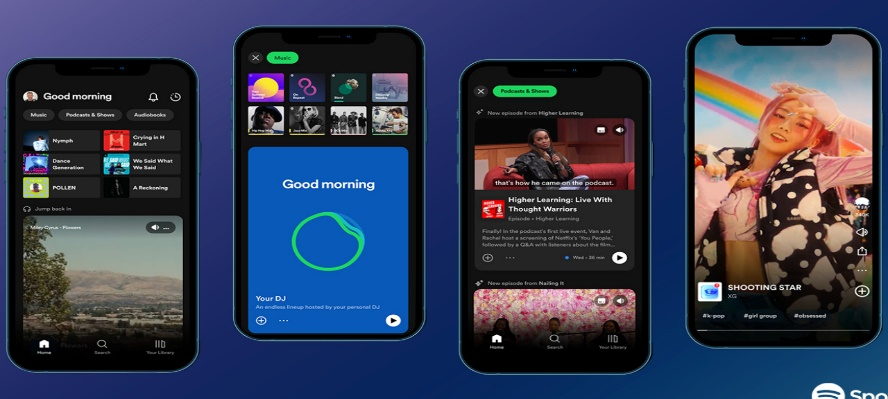 Good morning
Music
Podcasts & Shows
Audiobooks
Nymph
Crying in H
Mart
Dance
Generation
We Said What
We Said
POLLEN
A Reckoning
Jump back in
Miley Cyrus · Flowers
Home
Search
Your Library
Music
Good morning
Your DJ
An endless lineup hosted by your personal DJ
Podcasts & Shows
New episode from Higher Learning
that's how he came on the podcast.
Higher Learning: Live With
Thought Warriors
Episode • Higher Learning
Finally! In the podcast's first live event, Van and
Rachel host a screening of Netflix's 'You People,'
followed by a Q&A with listeners about the film...
Wed • 35 min
New episode from Nailing It
Home
Search
Your Library
SHOOTING STAR
XG
#k-pop
#girl group
#obsessed
Spo